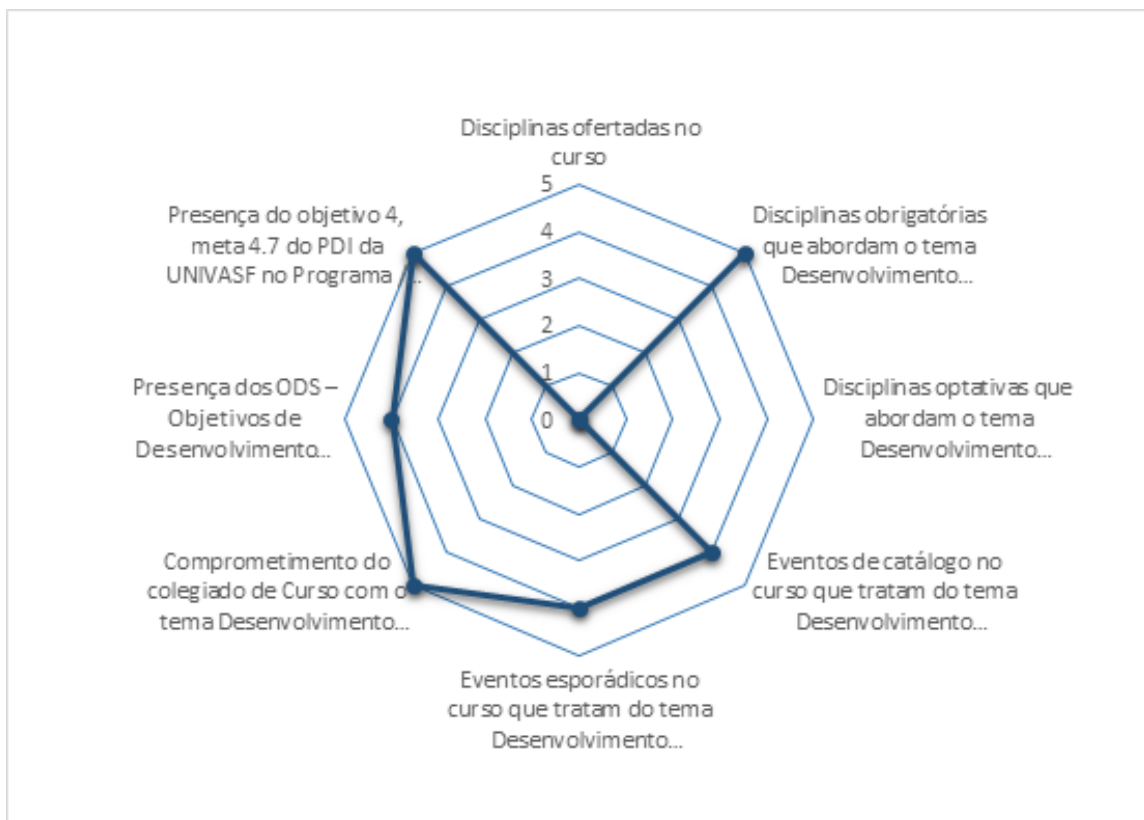 Disciplinas ofertadas no
curso
5
4
3
2
1
0
Disciplinas obrigatórias
que abordam o tema
Desenvolvimento...
Disciplinas optativas que
abordam o tema
Desenvolvimento...
Eventos de catálogo no
curso que tratam do tema
Desenvolvimento...
Eventos esporádicos no
curso que tratam do tema
Desenvolvimento...
Comprometimento do
colegiado de Curso com o
tema Desenvolvimento...
Presença dos ODS –
Objetivos de
Desenvolvimento...
Presença do objetivo 4,
meta 4.7 do PDI da
UNIVASF no Programa /...